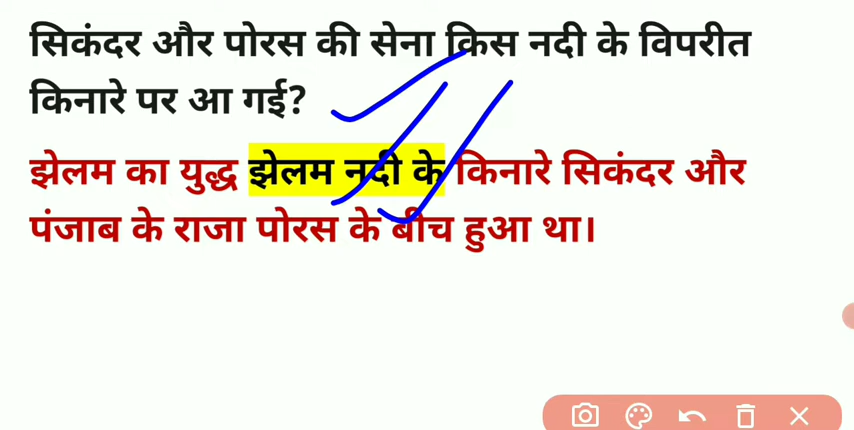 सिकंदर और पोरस की सेना किस नदी के विपरीत
किनारे पर आ गई?
झेलम का युद्ध झेलम नदी के किनारे सिकंदर और
पंजाब के राजा पोरस के बीच हुआ था।